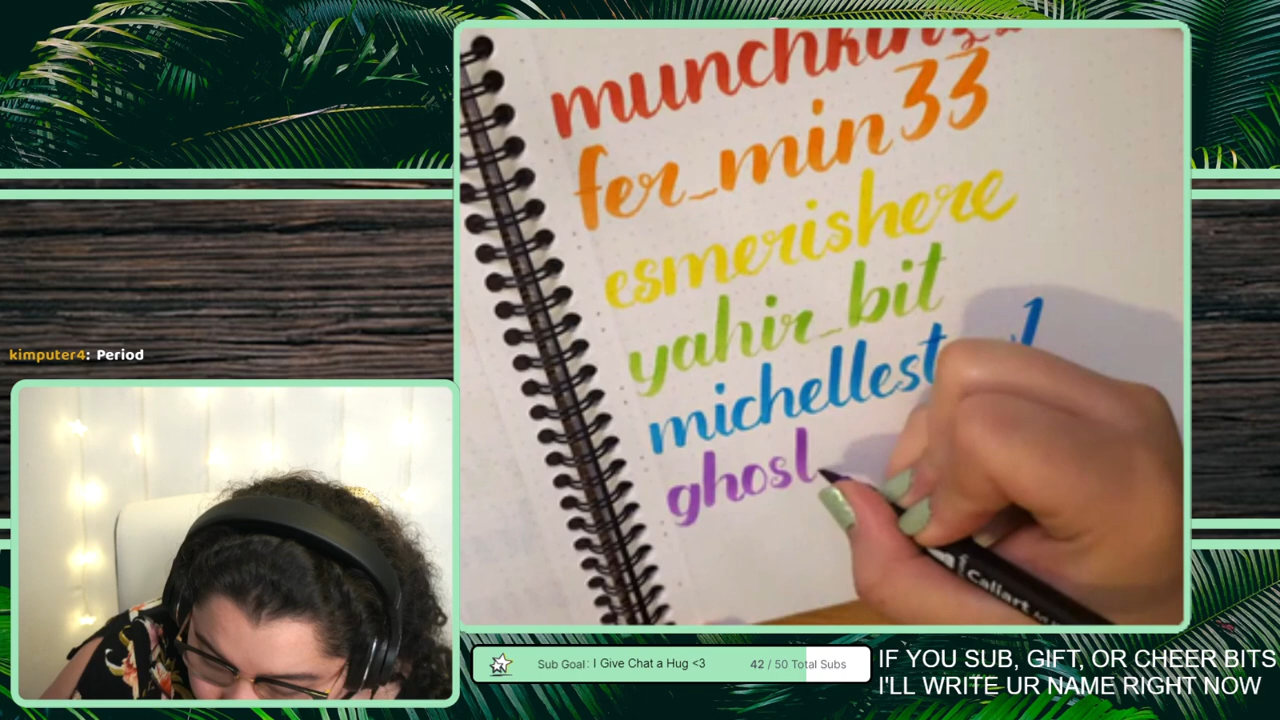 fer_min33
esmerishere
yahir_bit
ghosl
kimputer4: Period
Caliart
Sub Goal: I Give Chat a Hug <3
42 / 50 Total Subs
IF YOU SUB, GIFT, OR CHEER BITS
I'LL WRITE UR NAME RIGHT NOW